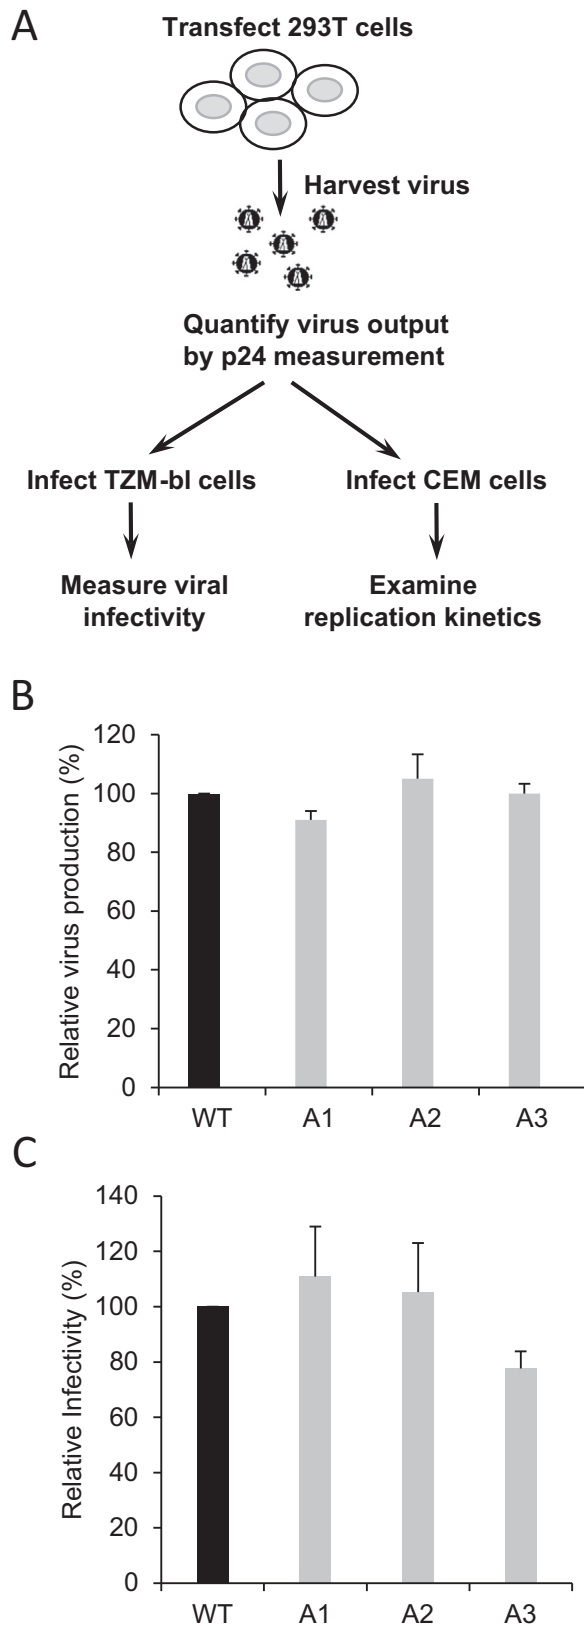 A
Transfect 293T cells
Harvest virus
Quantify virus output
by p24 measurement
Infect TZM-bl cells
Infect CEM cells
Measure viral
infectivity
Examine
replication kinetics
B
Relative virus production (%)
120
100
80
60
40
20
0
WT A1 A2 A3
C
Relative Infectivity (%)
140
120
100
80
60
40
20
0
WT A1 A2 A3